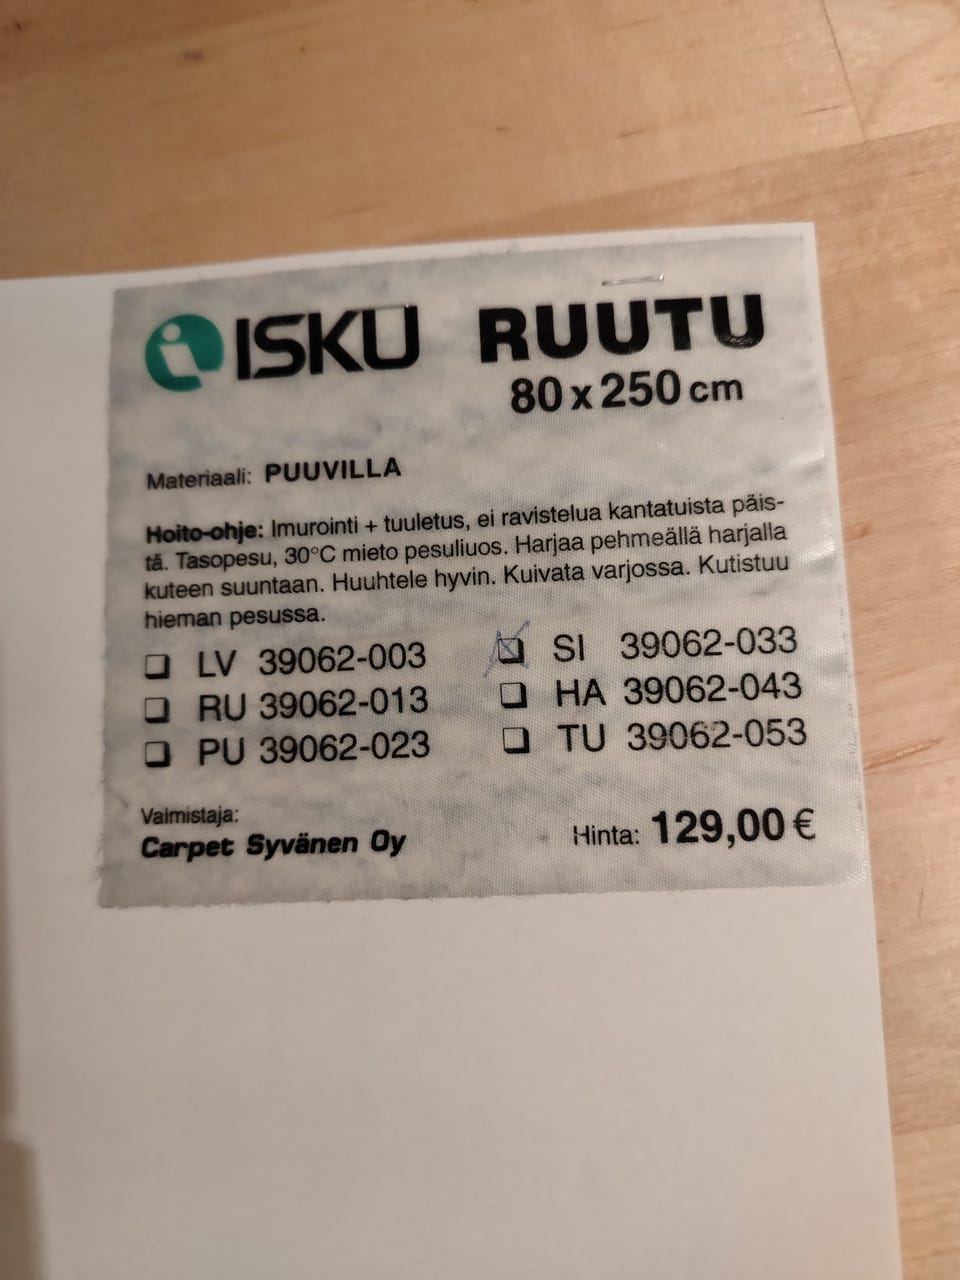 ISKU RUUTU
80 x 250 cm
Materiaali: PUUVILLA
Hoito-ohje: Imurointi + tuuletus, ei ravistelua kantatuista päis-
tä. Tasopesu, 30°C mieto pesuliuos. Harjaa pehmeällä harjalla
kuteen suuntaan. Huuhtele hyvin. Kuivata varjossa. Kutistuu
hieman pesussa.
❑ LV 39062-003
❑ RU 39062-013
❑ PU 39062-023
☒ SI 39062-033
❑ HA 39062-043
❑ TU 39062-053
Valmistaja:
Carpet Syvänen Oy
Hinta: 129,00 €